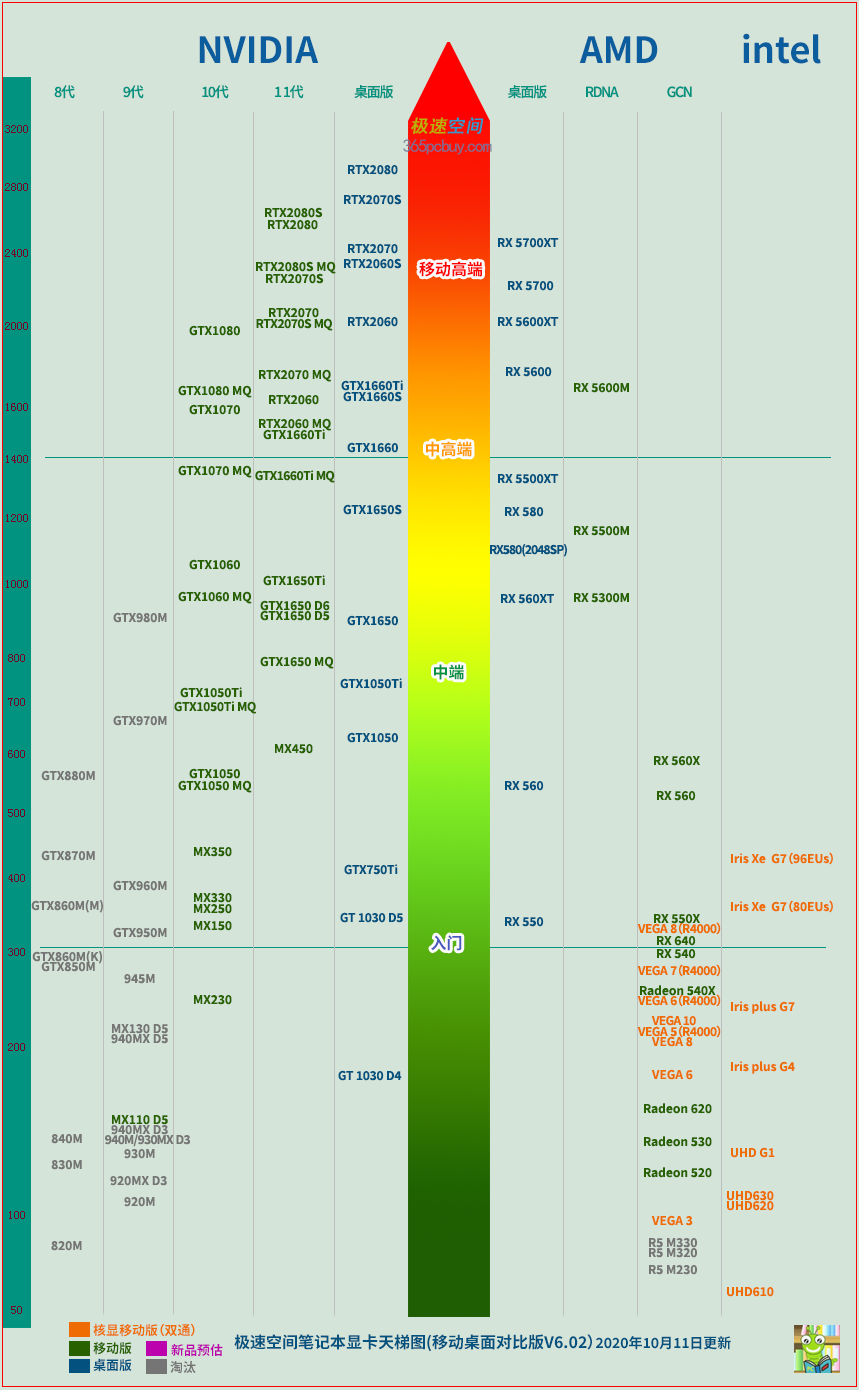 NVIDIA AMD intel
8代 9代 10代 11代 桌面版 桌面版 RDNA GCN
极速空间
365pcbuy.com
3200
RTX2080
2800
RTX2070S
RTX2080S
RTX2080
RX 5700XT
RTX2070
2400
RTX2060S
RTX2080S MQ
移动高端
RTX2070S
RX 5700
RTX2070
RTX2070S MQ
RTX2060
RX 5600XT
2000
GTX1080
RX 5600
RTX2070 MQ
GTX1660Ti
RX 5600M
GTX1080 MQ
GTX1660S
RTX2060
1600
GTX1070
RTX2060 MQ
GTX1660Ti
GTX1660
中高端
1400
GTX1070 MQ
GTX1660Ti MQ
RX 5500XT
GTX1650S
RX 580
1200
RX 5500M
RX580(2048SP)
GTX1060
GTX1650Ti
1000
GTX1060 MQ
RX 560XT
RX 5300M
GTX1650 D6
GTX1650 D5
GTX980M
GTX1650
800
GTX1650 MQ
中端
GTX1050Ti
GTX1050Ti
700
GTX1050Ti MQ
GTX970M
GTX1050
MX450
600
RX 560X
GTX880M
GTX1050
GTX1050 MQ
RX 560
RX 560
500
MX350
GTX870M
Iris Xe G7（96EUs）
GTX750Ti
400
GTX960M
MX330
GTX860M(M)
Iris Xe G7（80EUs）
MX250
GT 1030 D5
RX 550
RX 550X
MX150
VEGA 8（R4000）
GTX950M
RX 640
入门
300
RX 540
GTX860M(K)
GTX850M
VEGA 7（R4000）
945M
Radeon 540X
MX230
VEGA 6（R4000）
Iris plus G7
VEGA 10
MX130 D5
VEGA 5（R4000）
940MX D5
VEGA 8
200
Iris plus G4
GT 1030 D4
VEGA 6
Radeon 620
MX110 D5
940MX D3
840M
940M/930MX D3
Radeon 530
930M
UHD G1
830M
Radeon 520
920MX D3
UHD630
920M
UHD620
100
VEGA 3
820M
R5 M330
R5 M320
R5 M230
UHD610
50
核显移动版（双通）
移动版 新品预估
桌面版 淘汰
极速空间笔记本显卡天梯图(移动桌面对比版V6.02）2020年10月11日更新